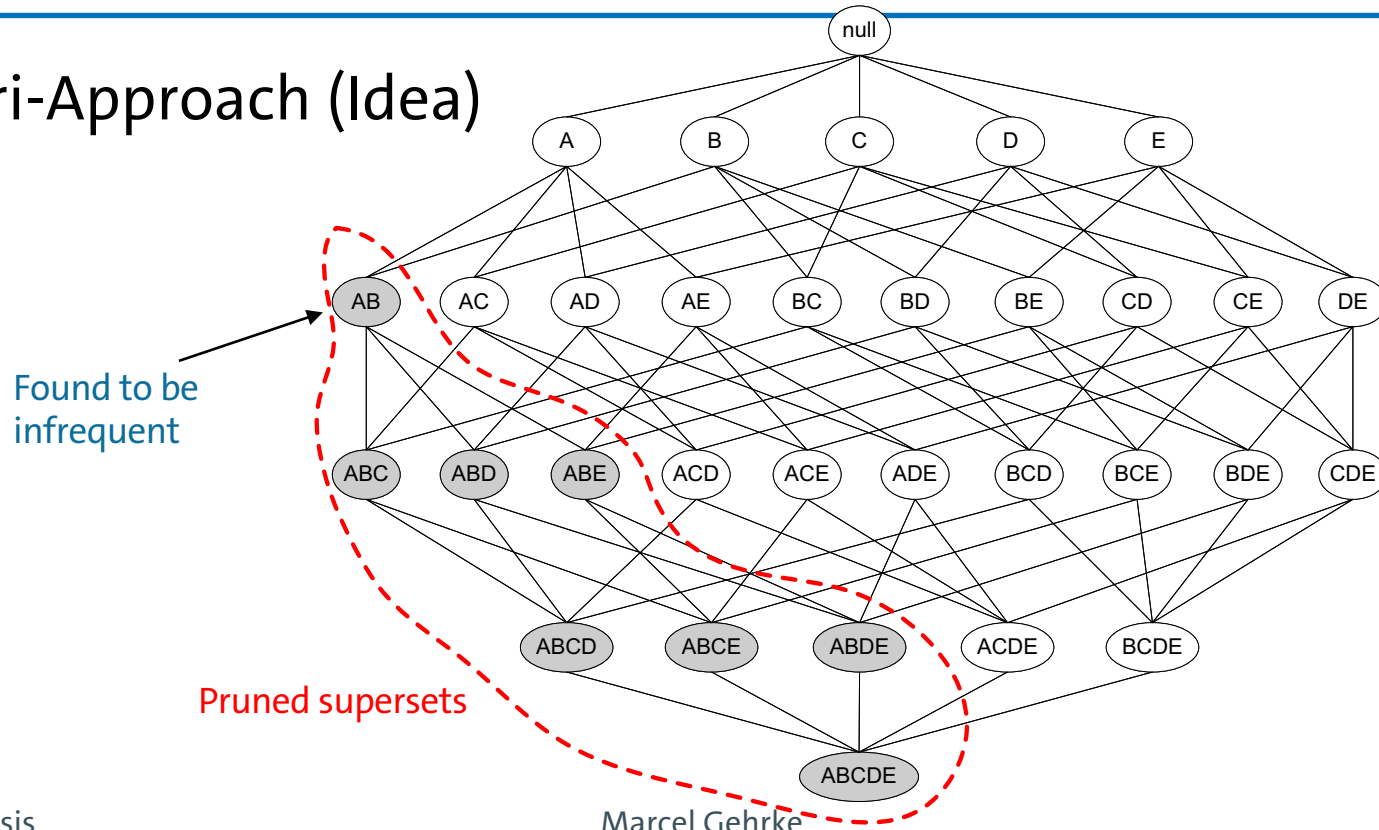 ri-Approach (Idea)
null
A B C D E
AB AC AD AE BC BD BE CD CE DE
Found to be
infrequent
ABC ABD ABE ACD ACE ADE BCD BCE BDE CDE
ABCD ABCE ABDE ACDE BCDE
Pruned supersets
ABCDE
sis
Marcel Gehrke